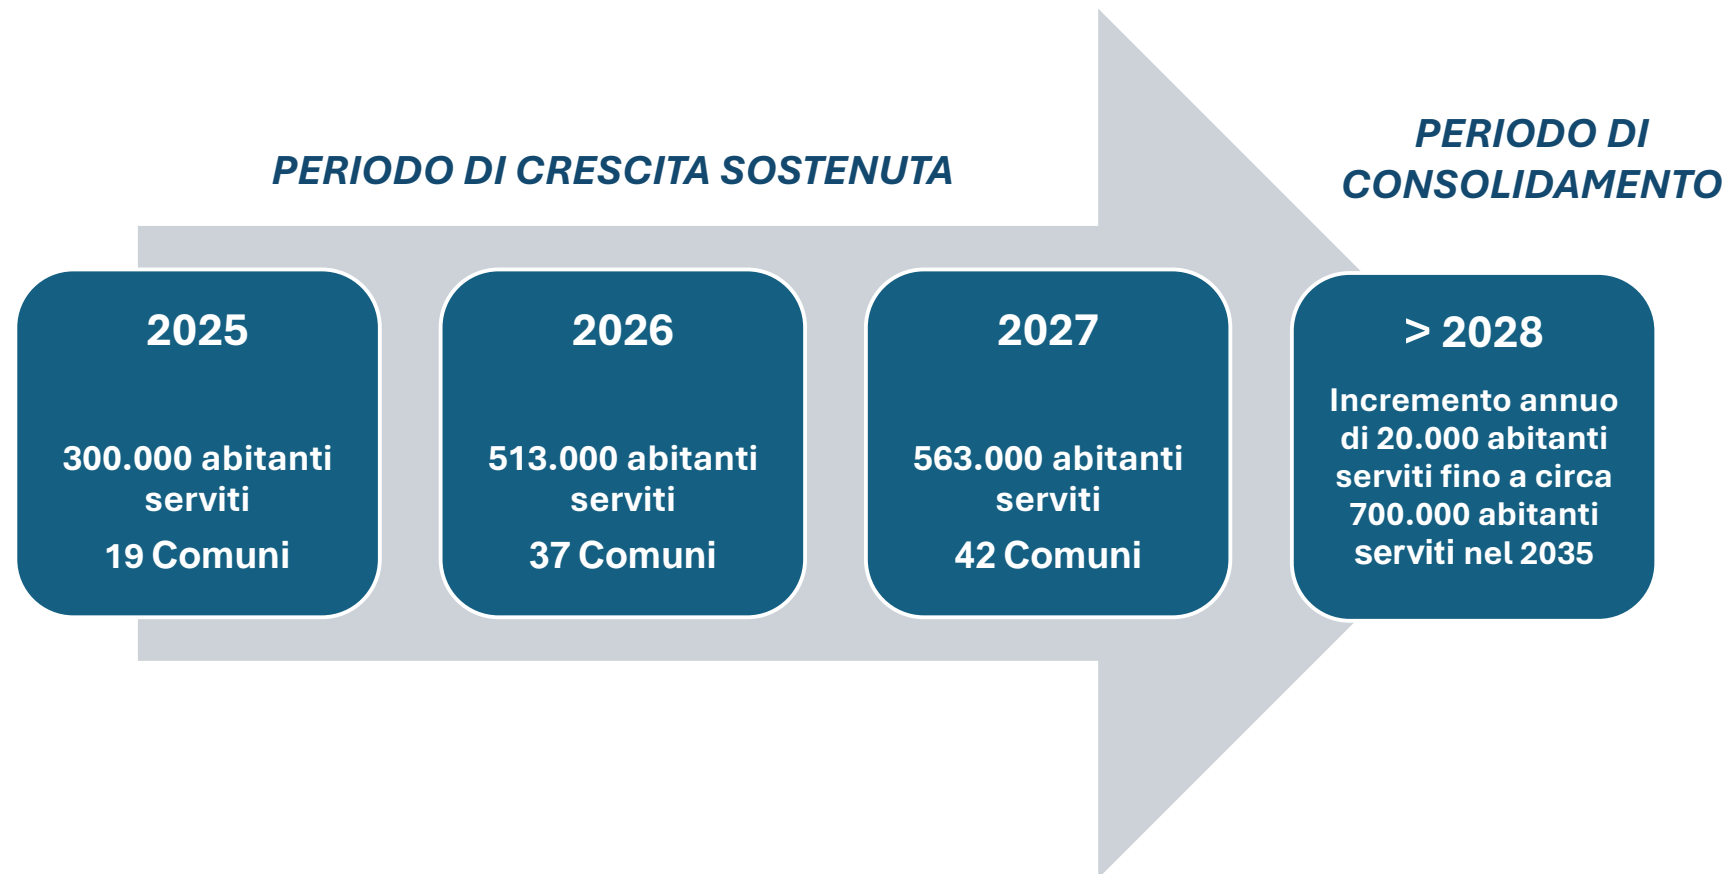 PERIODO DI CRESCITA SOSTENUTA
PERIODO DI
CONSOLIDAMENTO
2025
300.000 abitanti
serviti
19 Comuni
2026
513.000 abitanti
serviti
37 Comuni
2027
563.000 abitanti
serviti
42 Comuni
> 2028
Incremento annuo
di 20.000 abitanti
serviti fino a circa
700.000 abitanti
serviti nel 2035